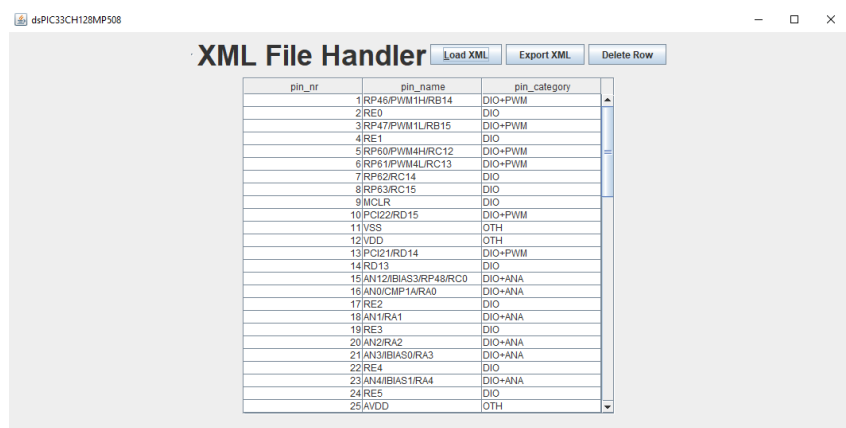 dsPIC33CH128MP508
XML File Handler Load XML Export XML Delete Row
pin_nr pin_name pin_category
1 RP46/PWM1H/RB14 DIO+PWM
2 RE0 DIO
3 RP47/PWM1L/RB15 DIO+PWM
4 RE1 DIO
5 RP60/PWM4H/RC12 DIO+PWM
6 RP61/PWM4L/RC13 DIO+PWM
7 RP62/RC14 DIO
8 RP63/RC15 DIO
9 MCLR DIO
10 PCI22/RD15 DIO+PWM
11 VSS OTH
12 VDD OTH
13 PCI21/RD14 DIO+PWM
14 RD13 DIO
15 AN12/IBIAS3/RP48/RC0 DIO+ANA
16 AN0/CMP1A/RA0 DIO+ANA
17 RE2 DIO
18 AN1/RA1 DIO+ANA
19 RE3 DIO
20 AN2/RA2 DIO+ANA
21 AN3/IBIAS0/RA3 DIO+ANA
22 RE4 DIO
23 AN4/IBIAS1/RA4 DIO+ANA
24 RE5 DIO
25 AVDD OTH